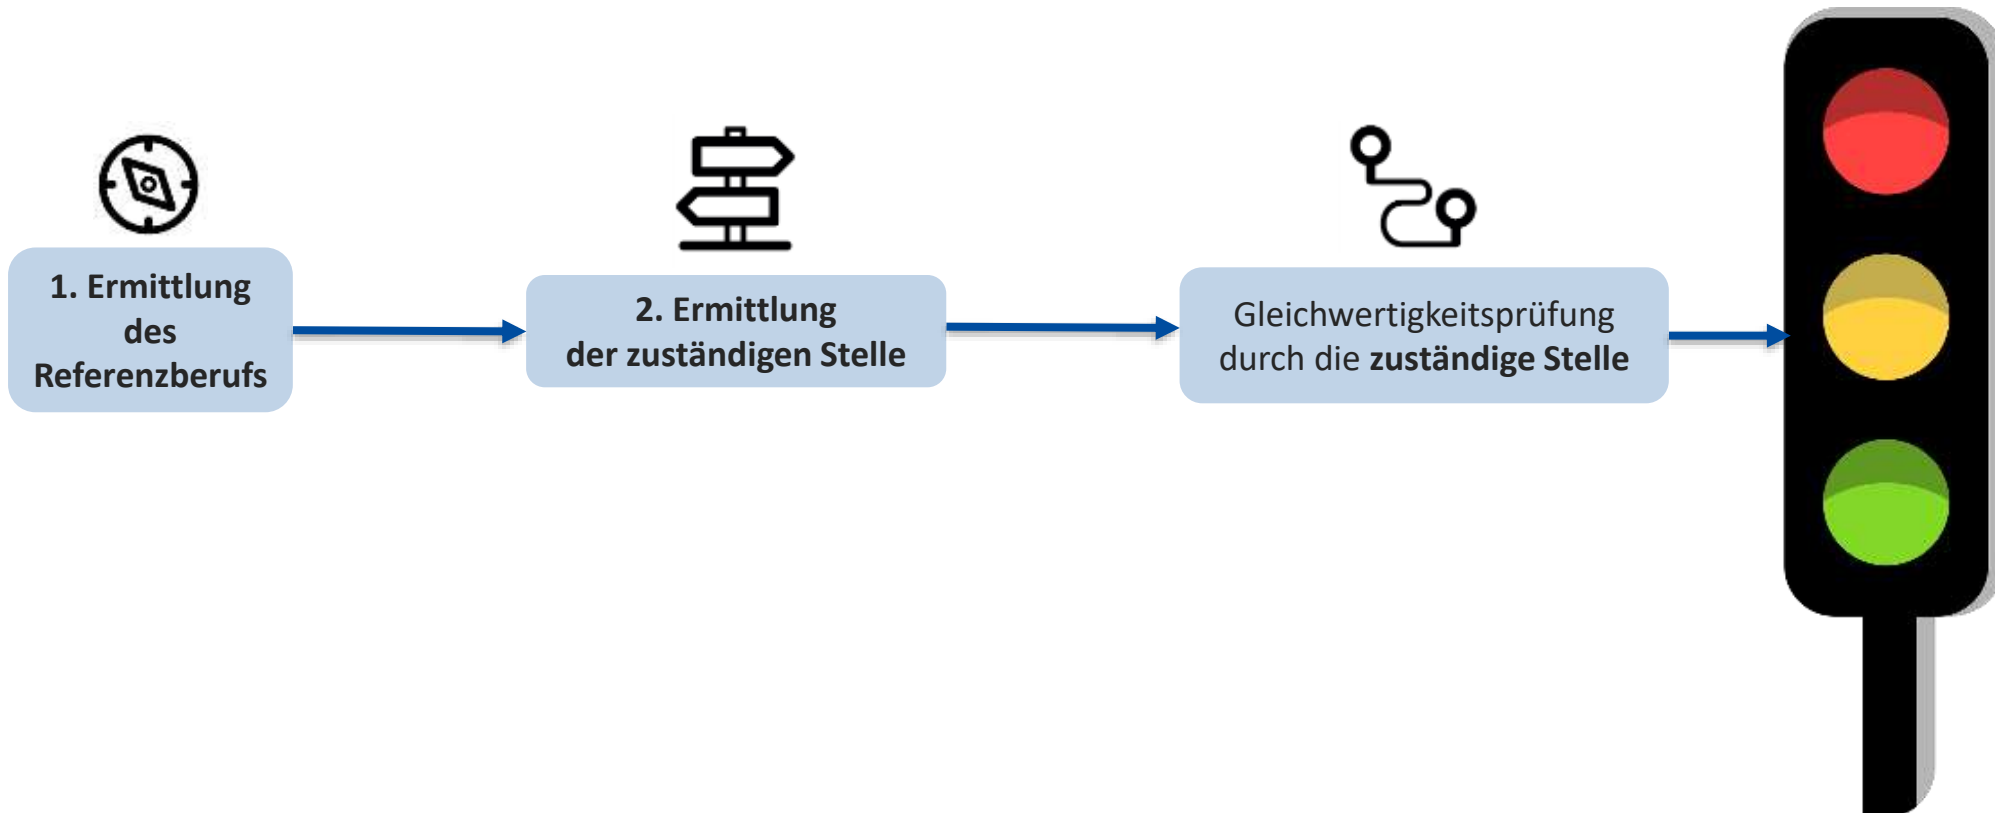 1. Ermittlung
des
Referenzberufs
2. Ermittlung
der zuständigen Stelle
Gleichwertigkeitsprüfung
durch die zuständige Stelle